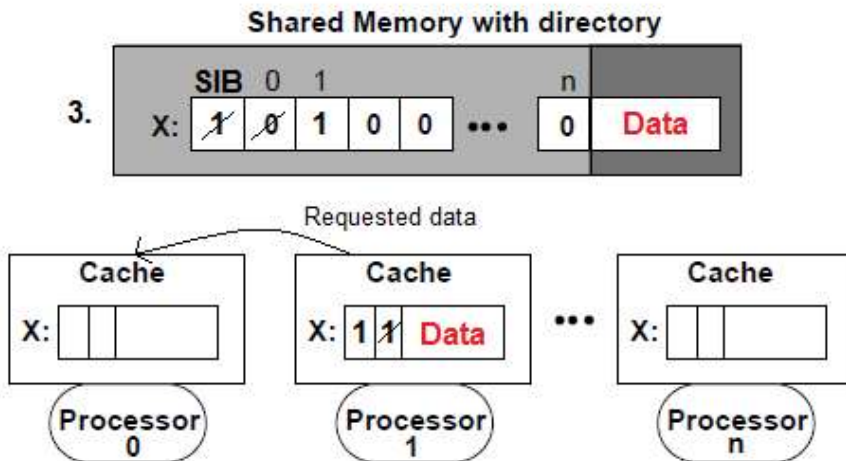 Shared Memory with directory
SIB 0 1 n
3. X: 1 0 1 0 0 ••• 0 Data
Requested data
Cache Cache Cache
X: X: 1 1 Data ••• X:
Processor Processor Processor
0 1 n